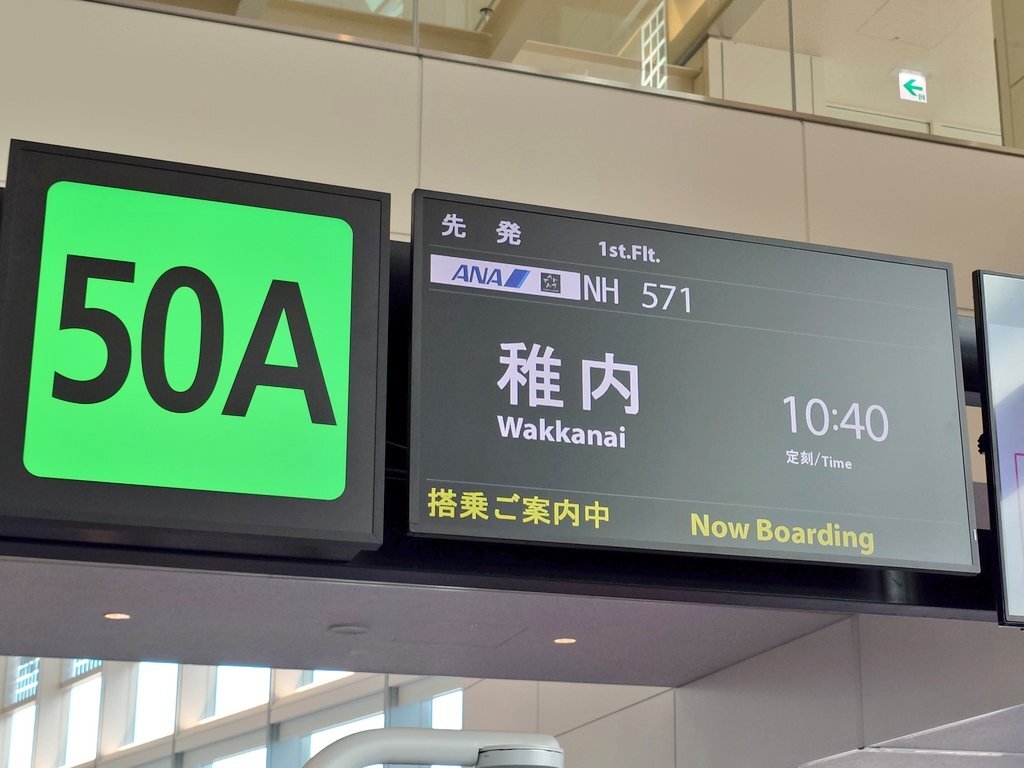 50A
先発 1st.Flt.
ANA NH 571
稚内
Wakkanai
10:40
定刻/Time
搭乗ご案内中 Now Boarding